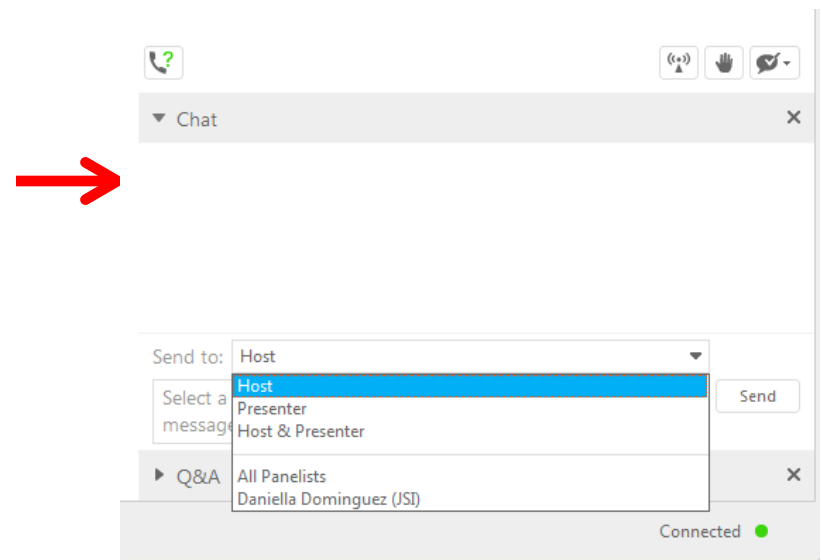 Chat
Send to: Host
Host
Select a
Presenter
Send
message
Host & Presenter
Q&A
All Panelists
Daniella Dominguez (JSI)
Connected